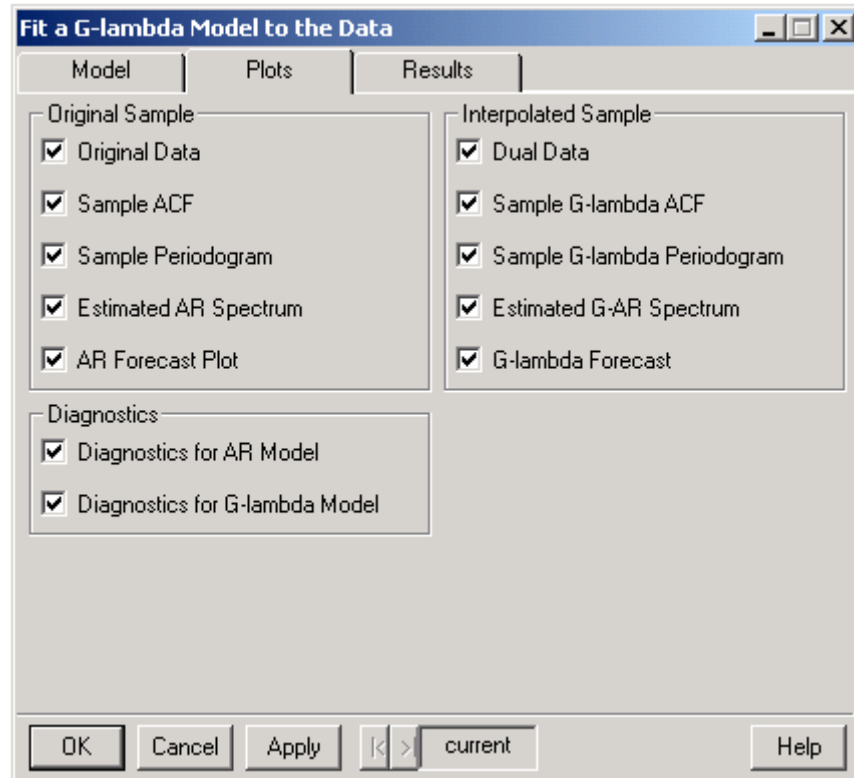 Fit a G-lambda Model to the Data
Model Plots Results
Original Sample
Original Data
Sample ACF
Sample Periodogram
Estimated AR Spectrum
AR Forecast Plot
Interpolated Sample
Dual Data
Sample G-lambda ACF
Sample G-lambda Periodogram
Estimated G-AR Spectrum
G-lambda Forecast
Diagnostics
Diagnostics for AR Model
Diagnostics for G-lambda Model
OK Cancel Apply |< >| current Help